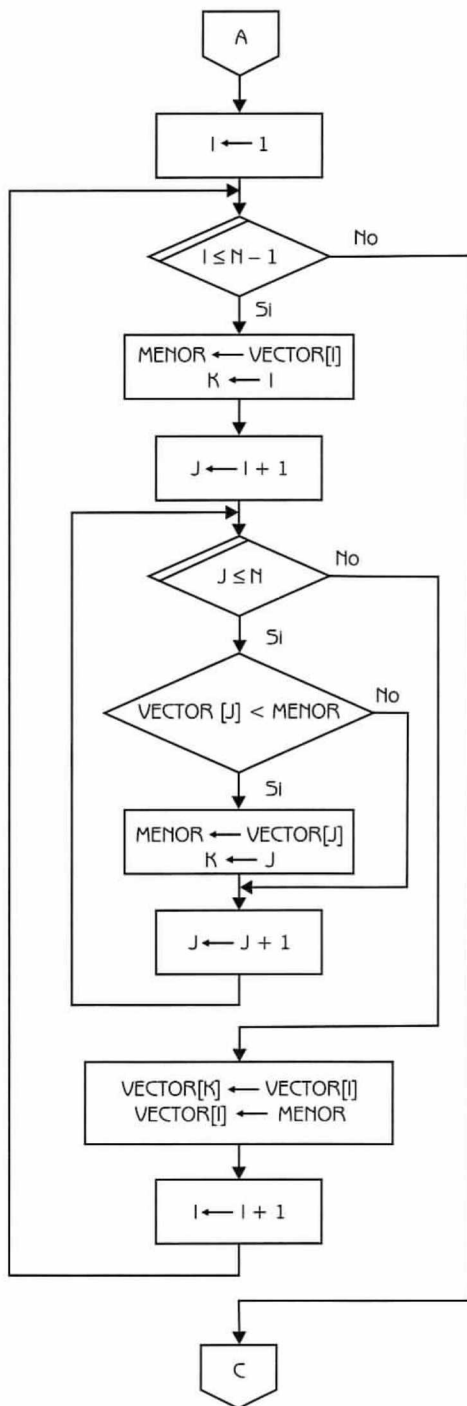 A
I ← 1
I ≤ N – 1
No
Si
MENOR ← VECTOR[I]
K ← I
J ← I + 1
J ≤ N
No
Si
VECTOR [J] < MENOR
No
Si
MENOR ← VECTOR[J]
K ← J
J ← J + 1
VECTOR[K] ← VECTOR[I]
VECTOR[I] ← MENOR
I ← I + 1
C